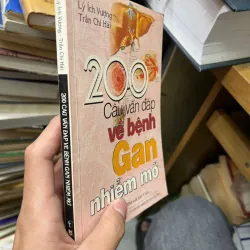 Lý Ích Vương
Trần Chi Hải
200
Câu vấn đáp
về bệnh
Gan
nhiễm mỡ
200 CÂU VẤN ĐÁP VỀ BỆNH GAN NHIỄM MỠ